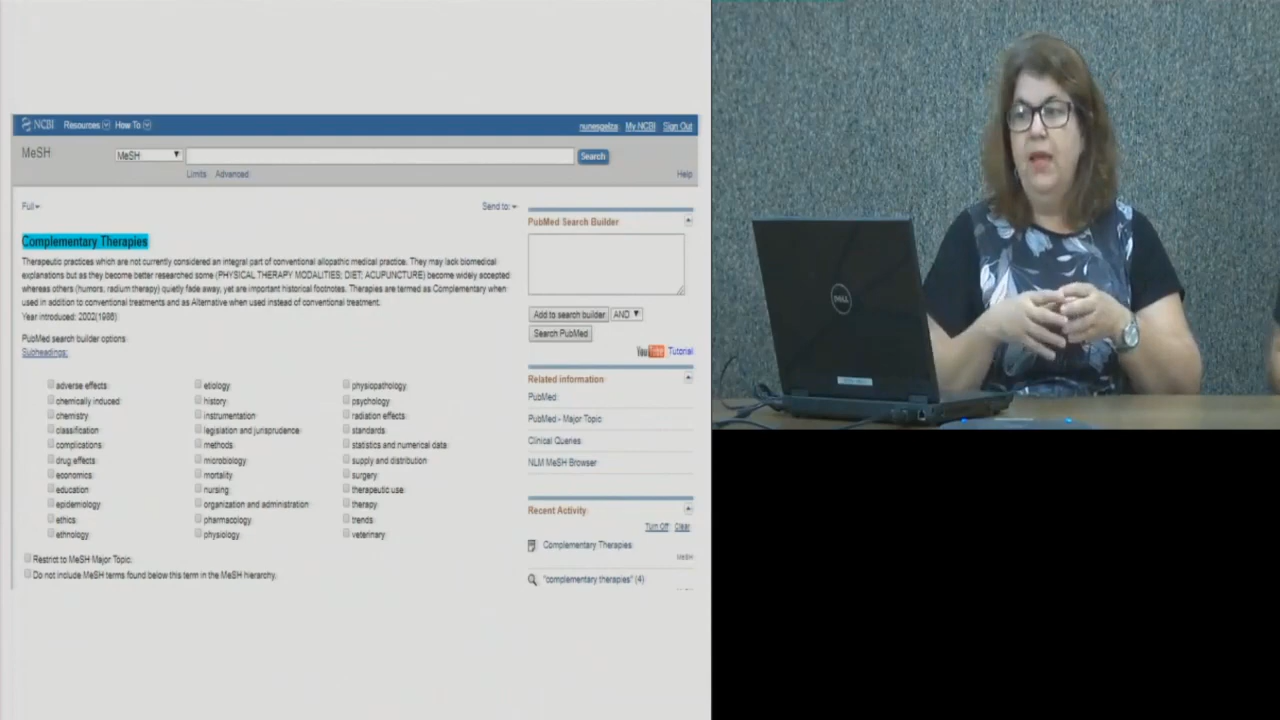 NCBI Resources How To nunesgelza My NCBI Sign Out
MeSH MeSH Search
Limits Advanced Help
Full Send to:
Complementary Therapies
Therapeutic practices which are not currently considered an integral part of conventional allopathic medical practice. They may lack biomedical
explanations but as they become better researched some (PHYSICAL THERAPY MODALITIES; DIET; ACUPUNCTURE) become widely accepted
whereas others (humors, radium therapy) quietly fade away, yet are important historical footnotes. Therapies are termed as Complementary when
used in addition to conventional treatments and as Alternative when used instead of conventional treatment.
Year introduced: 2002(1986)
PubMed search builder options
Subheadings:
adverse effects
chemically induced
chemistry
classification
complications
drug effects
economics
education
epidemiology
ethics
ethnology
etiology
history
instrumentation
legislation and jurisprudence
methods
microbiology
mortality
nursing
organization and administration
pharmacology
physiology
physiopathology
psychology
radiation effects
standards
statistics and numerical data
supply and distribution
surgery
therapeutic use
therapy
trends
veterinary
Restrict to MeSH Major Topic.
Do not include MeSH terms found below this term in the MeSH hierarchy.
PubMed Search Builder
Add to search builder AND
Search PubMed
YouTube Tutorial
Related information
PubMed
PubMed - Major Topic
Clinical Queries
NLM MeSH Browser
Recent Activity
Turn Off Clear
Complementary Therapies
MeSH
"complementary therapies" (4)
DELL